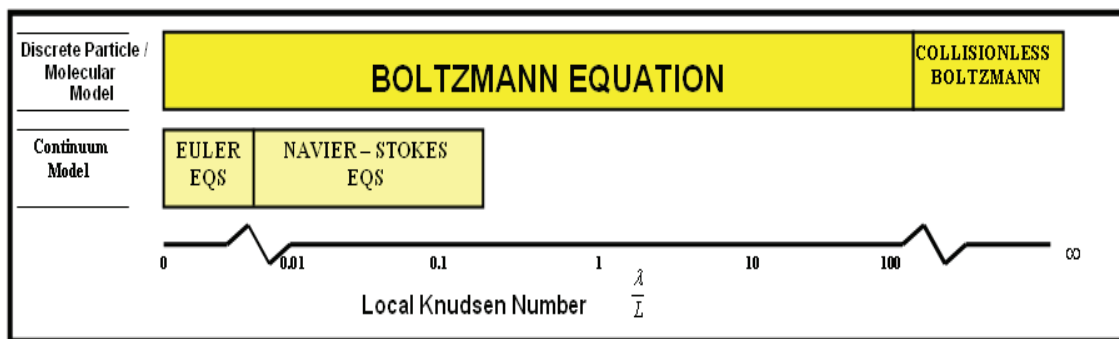 Discrete Particle /
Molecular
Model
BOLTZMANN EQUATION
COLLISIONLESS
BOLTZMANN
Continuum
Model
EULER
EQS
NAVIER – STOKES
EQS
0 0.01 0.1 1 10 100 ∞
Local Knudsen Number λ/L